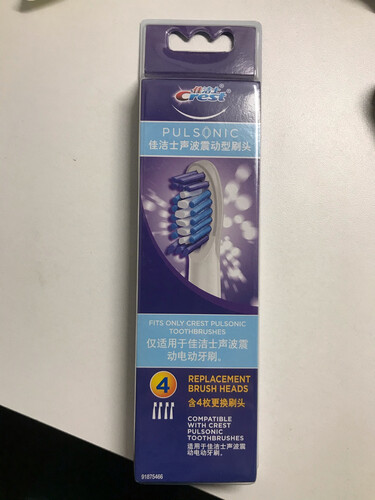 佳洁士
Crest
PULSONIC
佳洁士声波震动型刷头
FITS ONLY CREST PULSONIC
TOOTHBRUSHES
仅适用于佳洁士声波震
动电动牙刷。
4
REPLACEMENT
BRUSH HEADS
含4枚更换刷头
COMPATIBLE
WITH CREST
PULSONIC
TOOTHBRUSHES
适用于佳洁士声波震
动电动牙刷。
91875466